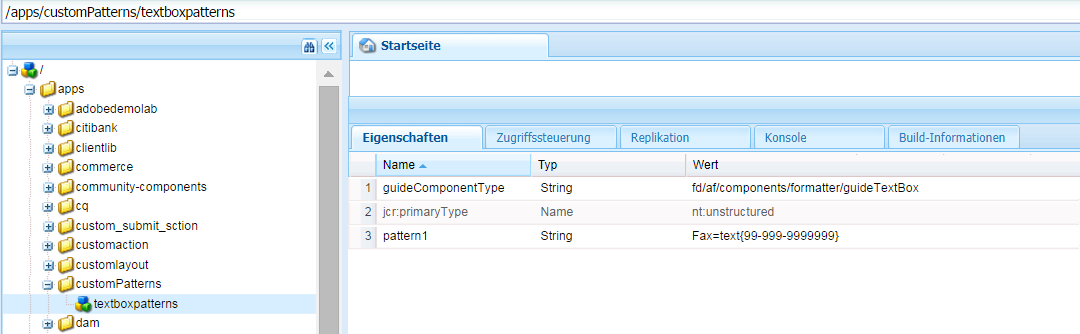 /apps/customPatterns/textboxpatterns
Startseite
/
apps
adobedemolab
citibank
clientlib
commerce
community-components
cq
custom_submit_sction
customaction
customlayout
customPatterns
textboxpatterns
dam
Eigenschaften Zugriffssteuerung Replikation Konsole Build-Informationen
Name Typ Wert
1 guideComponentType String fd/af/components/formatter/guideTextBox
2 jcr:primaryType Name nt:unstructured
3 pattern1 String Fax=text{99-999-9999999}